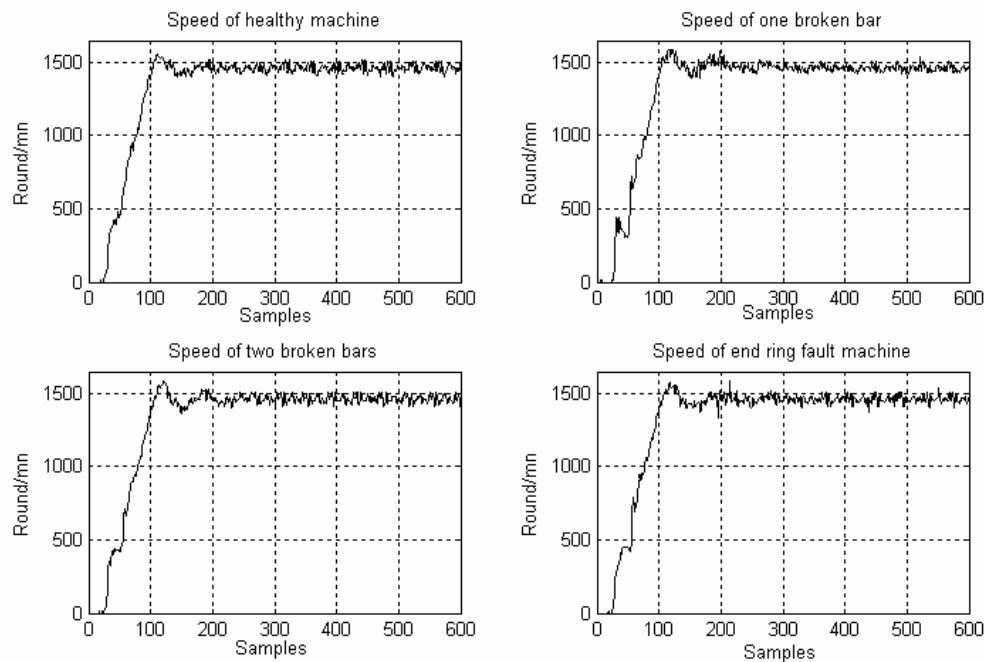 Speed of healthy machine
1500
1000
500
0
Round/mn
0 100 200 300 400 500 600
Samples
Speed of one broken bar
1500
1000
500
0
Round/mn
0 100 200 300 400 500 600
Samples
Speed of two broken bars
1500
1000
500
0
Round/mn
0 100 200 300 400 500 600
Samples
Speed of end ring fault machine
1500
1000
500
0
Round/mn
0 100 200 300 400 500 600
Samples